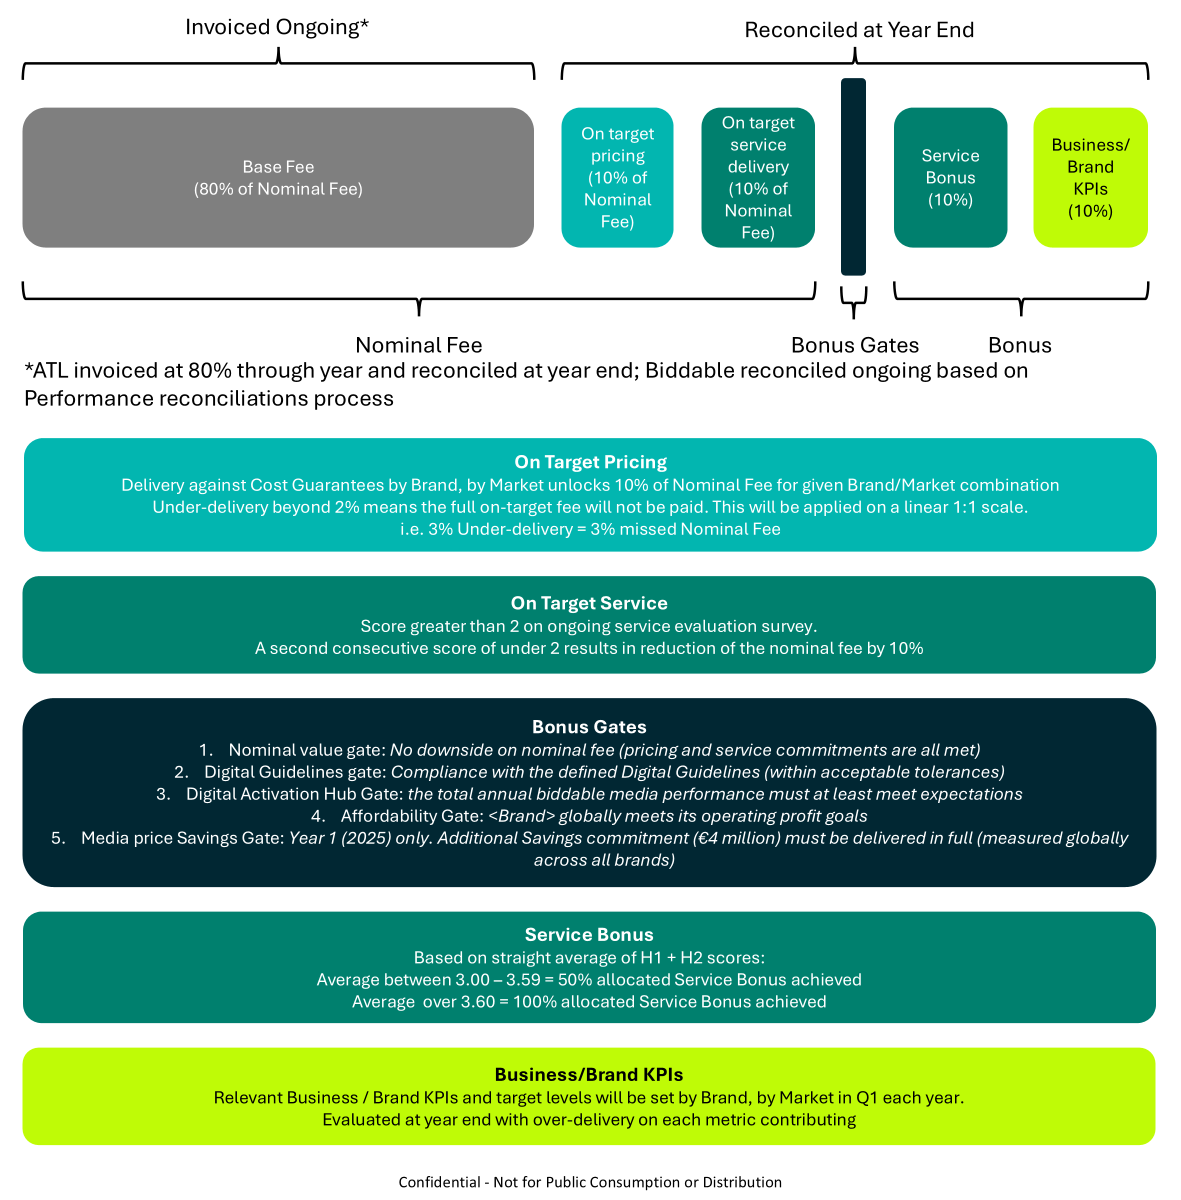 Invoiced Ongoing*
Reconciled at Year End
Base Fee
(80% of Nominal Fee)
On target
pricing
(10% of
Nominal
Fee)
On target
service
delivery
(10% of
Nominal
Fee)
Service
Bonus
(10%)
Business/
Brand
KPIs
(10%)
Nominal Fee
Bonus Gates
Bonus
*ATL invoiced at 80% through year and reconciled at year end; Biddable reconciled ongoing based on
Performance reconciliations process
On Target Pricing
Delivery against Cost Guarantees by Brand, by Market unlocks 10% of Nominal Fee for given Brand/Market combination
Under-delivery beyond 2% means the full on-target fee will not be paid. This will be applied on a linear 1:1 scale.
i.e. 3% Under-delivery = 3% missed Nominal Fee
On Target Service
Score greater than 2 on ongoing service evaluation survey.
A second consecutive score of under 2 results in reduction of the nominal fee by 10%
Bonus Gates
1. Nominal value gate: No downside on nominal fee (pricing and service commitments are all met)
2. Digital Guidelines gate: Compliance with the defined Digital Guidelines (within acceptable tolerances)
3. Digital Activation Hub Gate: the total annual biddable media performance must at least meet expectations
4. Affordability Gate: <Brand> globally meets its operating profit goals
5. Media price Savings Gate: Year 1 (2025) only. Additional Savings commitment (€4 million) must be delivered in full (measured globally
across all brands)
Service Bonus
Based on straight average of H1 + H2 scores:
Average between 3.00 – 3.59 = 50% allocated Service Bonus achieved
Average over 3.60 = 100% allocated Service Bonus achieved
Business/Brand KPIs
Relevant Business / Brand KPIs and target levels will be set by Brand, by Market in Q1 each year.
Evaluated at year end with over-delivery on each metric contributing
Confidential - Not for Public Consumption or Distribution